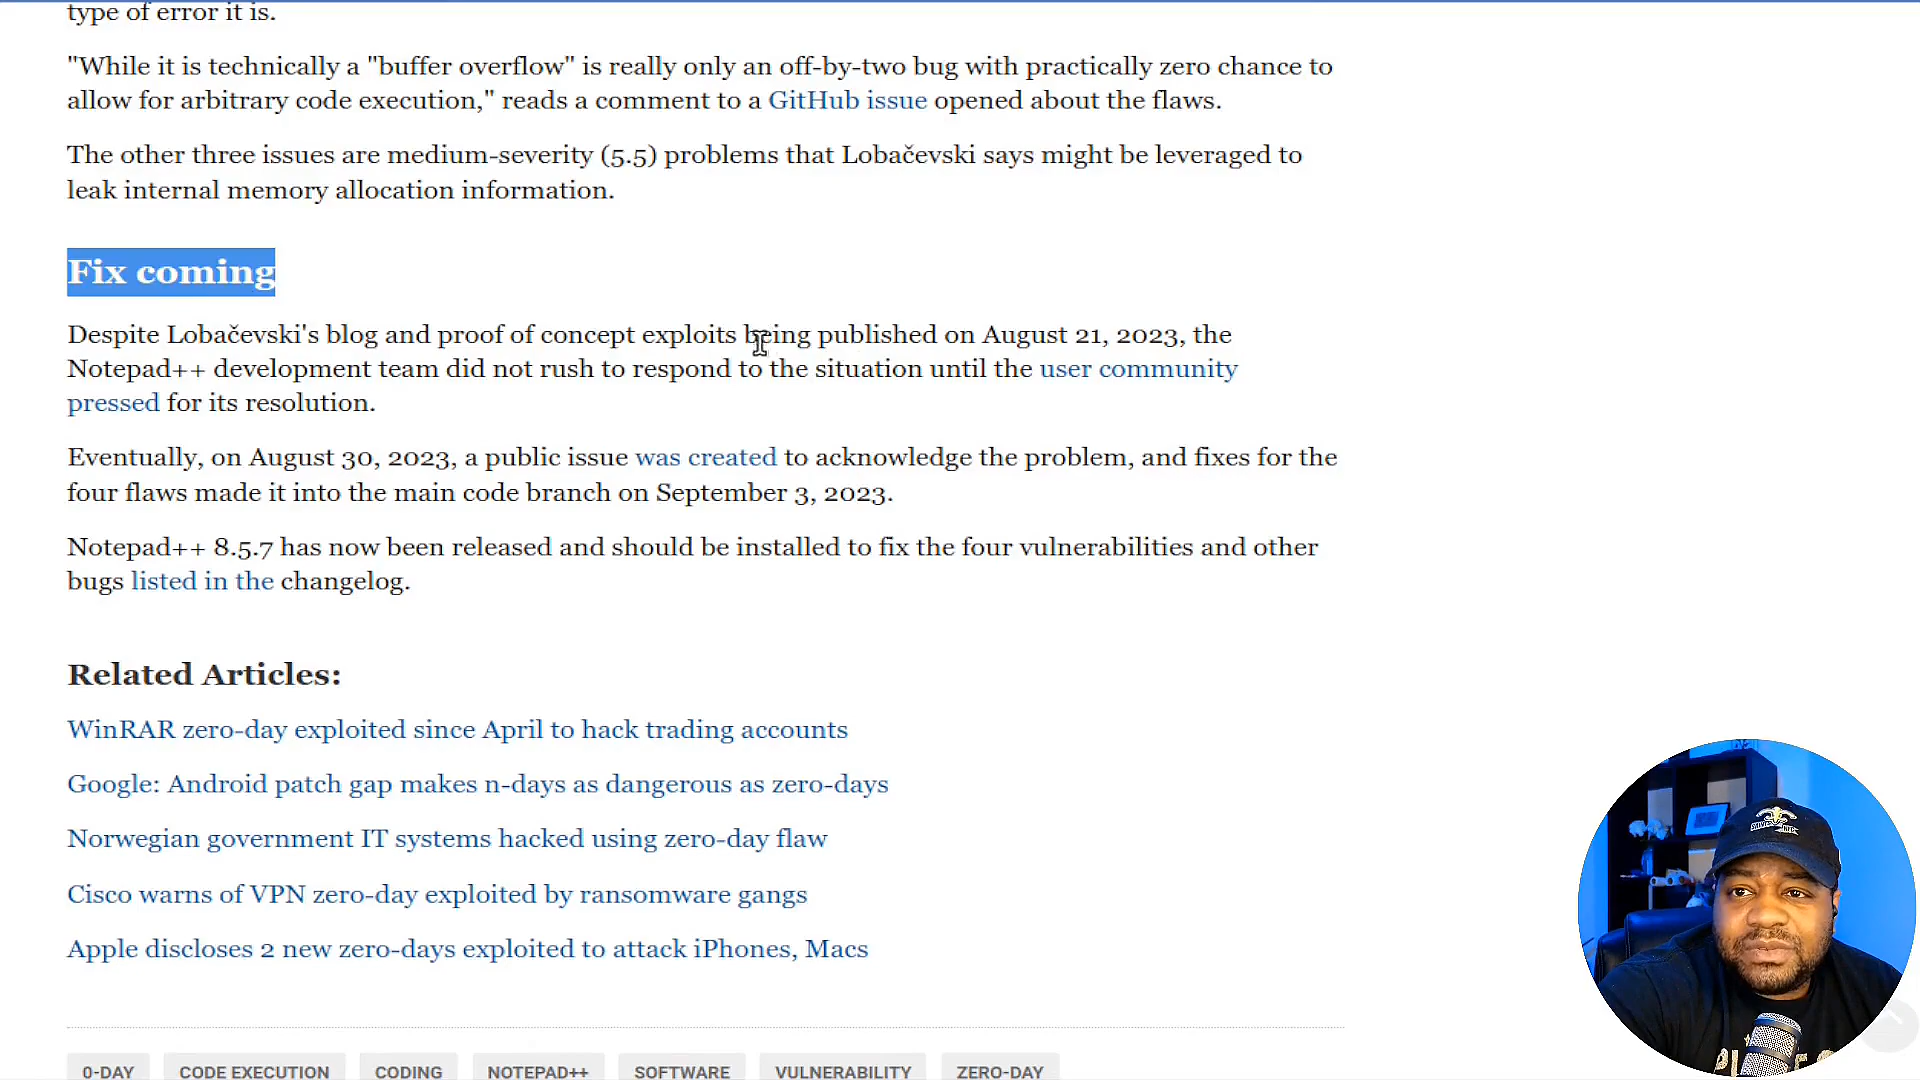 type of error it is.
"While it is technically a "buffer overflow" is really only an off-by-two bug with practically zero chance to
allow for arbitrary code execution," reads a comment to a GitHub issue opened about the flaws.
The other three issues are medium-severity (5.5) problems that Lobačevski says might be leveraged to
leak internal memory allocation information.
Fix coming
Despite Lobačevski's blog and proof of concept exploits being published on August 21, 2023, the
Notepad++ development team did not rush to respond to the situation until the user community
pressed for its resolution.
Eventually, on August 30, 2023, a public issue was created to acknowledge the problem, and fixes for the
four flaws made it into the main code branch on September 3, 2023.
Notepad++ 8.5.7 has now been released and should be installed to fix the four vulnerabilities and other
bugs listed in the changelog.
Related Articles:
WinRAR zero-day exploited since April to hack trading accounts
Google: Android patch gap makes n-days as dangerous as zero-days
Norwegian government IT systems hacked using zero-day flaw
Cisco warns of VPN zero-day exploited by ransomware gangs
Apple discloses 2 new zero-days exploited to attack iPhones, Macs
0-DAY CODE EXECUTION CODING NOTEPAD++ SOFTWARE VULNERABILITY ZERO-DAY